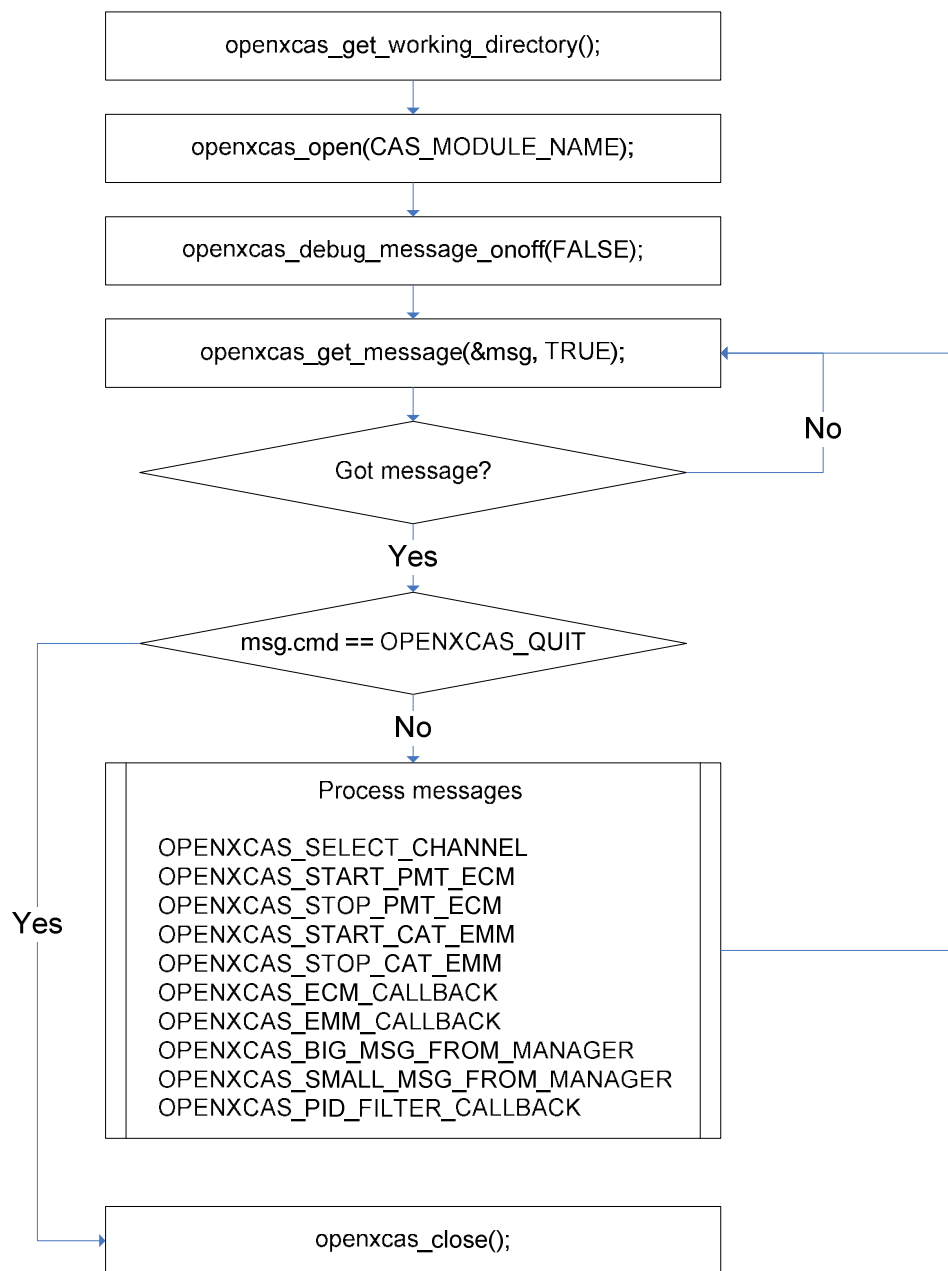 openxcas_get_working_directory();
openxcas_open(CAS_MODULE_NAME);
openxcas_debug_message_onoff(FALSE);
openxcas_get_message(&msg, TRUE);
No
Got message?
Yes
msg.cmd == OPENXCAS_QUIT
No
Process messages
OPENXCAS_SELECT_CHANNEL
OPENXCAS_START_PMT_ECM
OPENXCAS_STOP_PMT_ECM
OPENXCAS_START_CAT_EMM
OPENXCAS_STOP_CAT_EMM
OPENXCAS_ECM_CALLBACK
OPENXCAS_EMM_CALLBACK
OPENXCAS_BIG_MSG_FROM_MANAGER
OPENXCAS_SMALL_MSG_FROM_MANAGER
OPENXCAS_PID_FILTER_CALLBACK
Yes
openxcas_close();